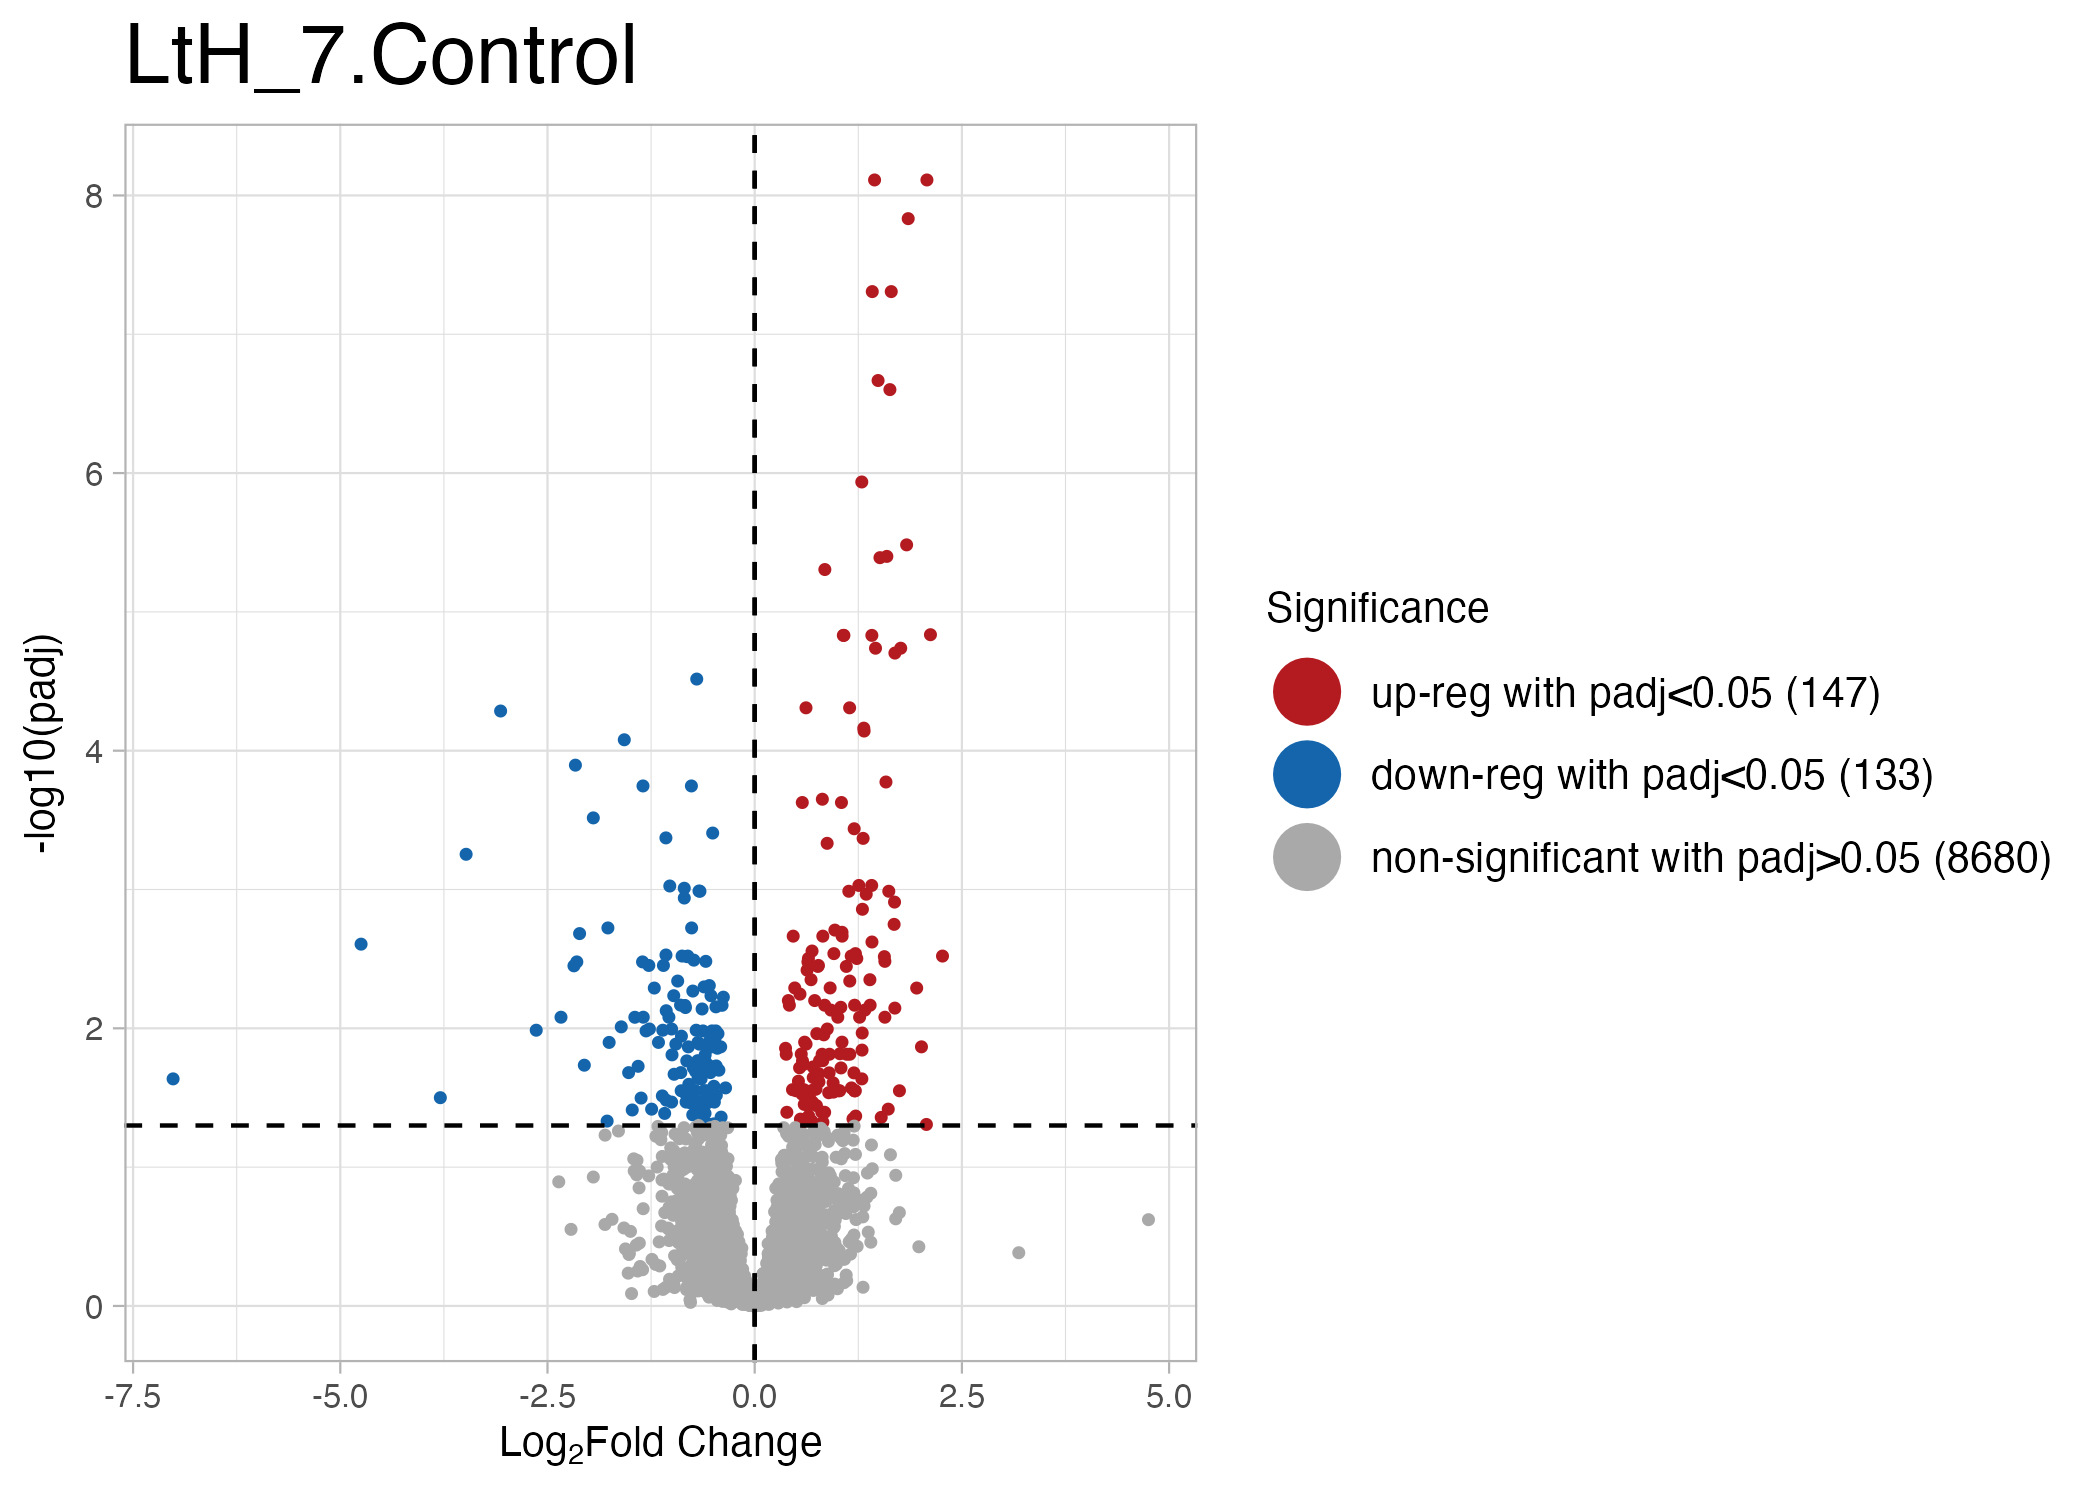 LtH_7.Control
8
6
4
2
0
-log10(padj)
-7.5 -5.0 -2.5 0.0 2.5 5.0
Log₂Fold Change
Significance
up-reg with padj<0.05 (147)
down-reg with padj<0.05 (133)
non-significant with padj>0.05 (8680)